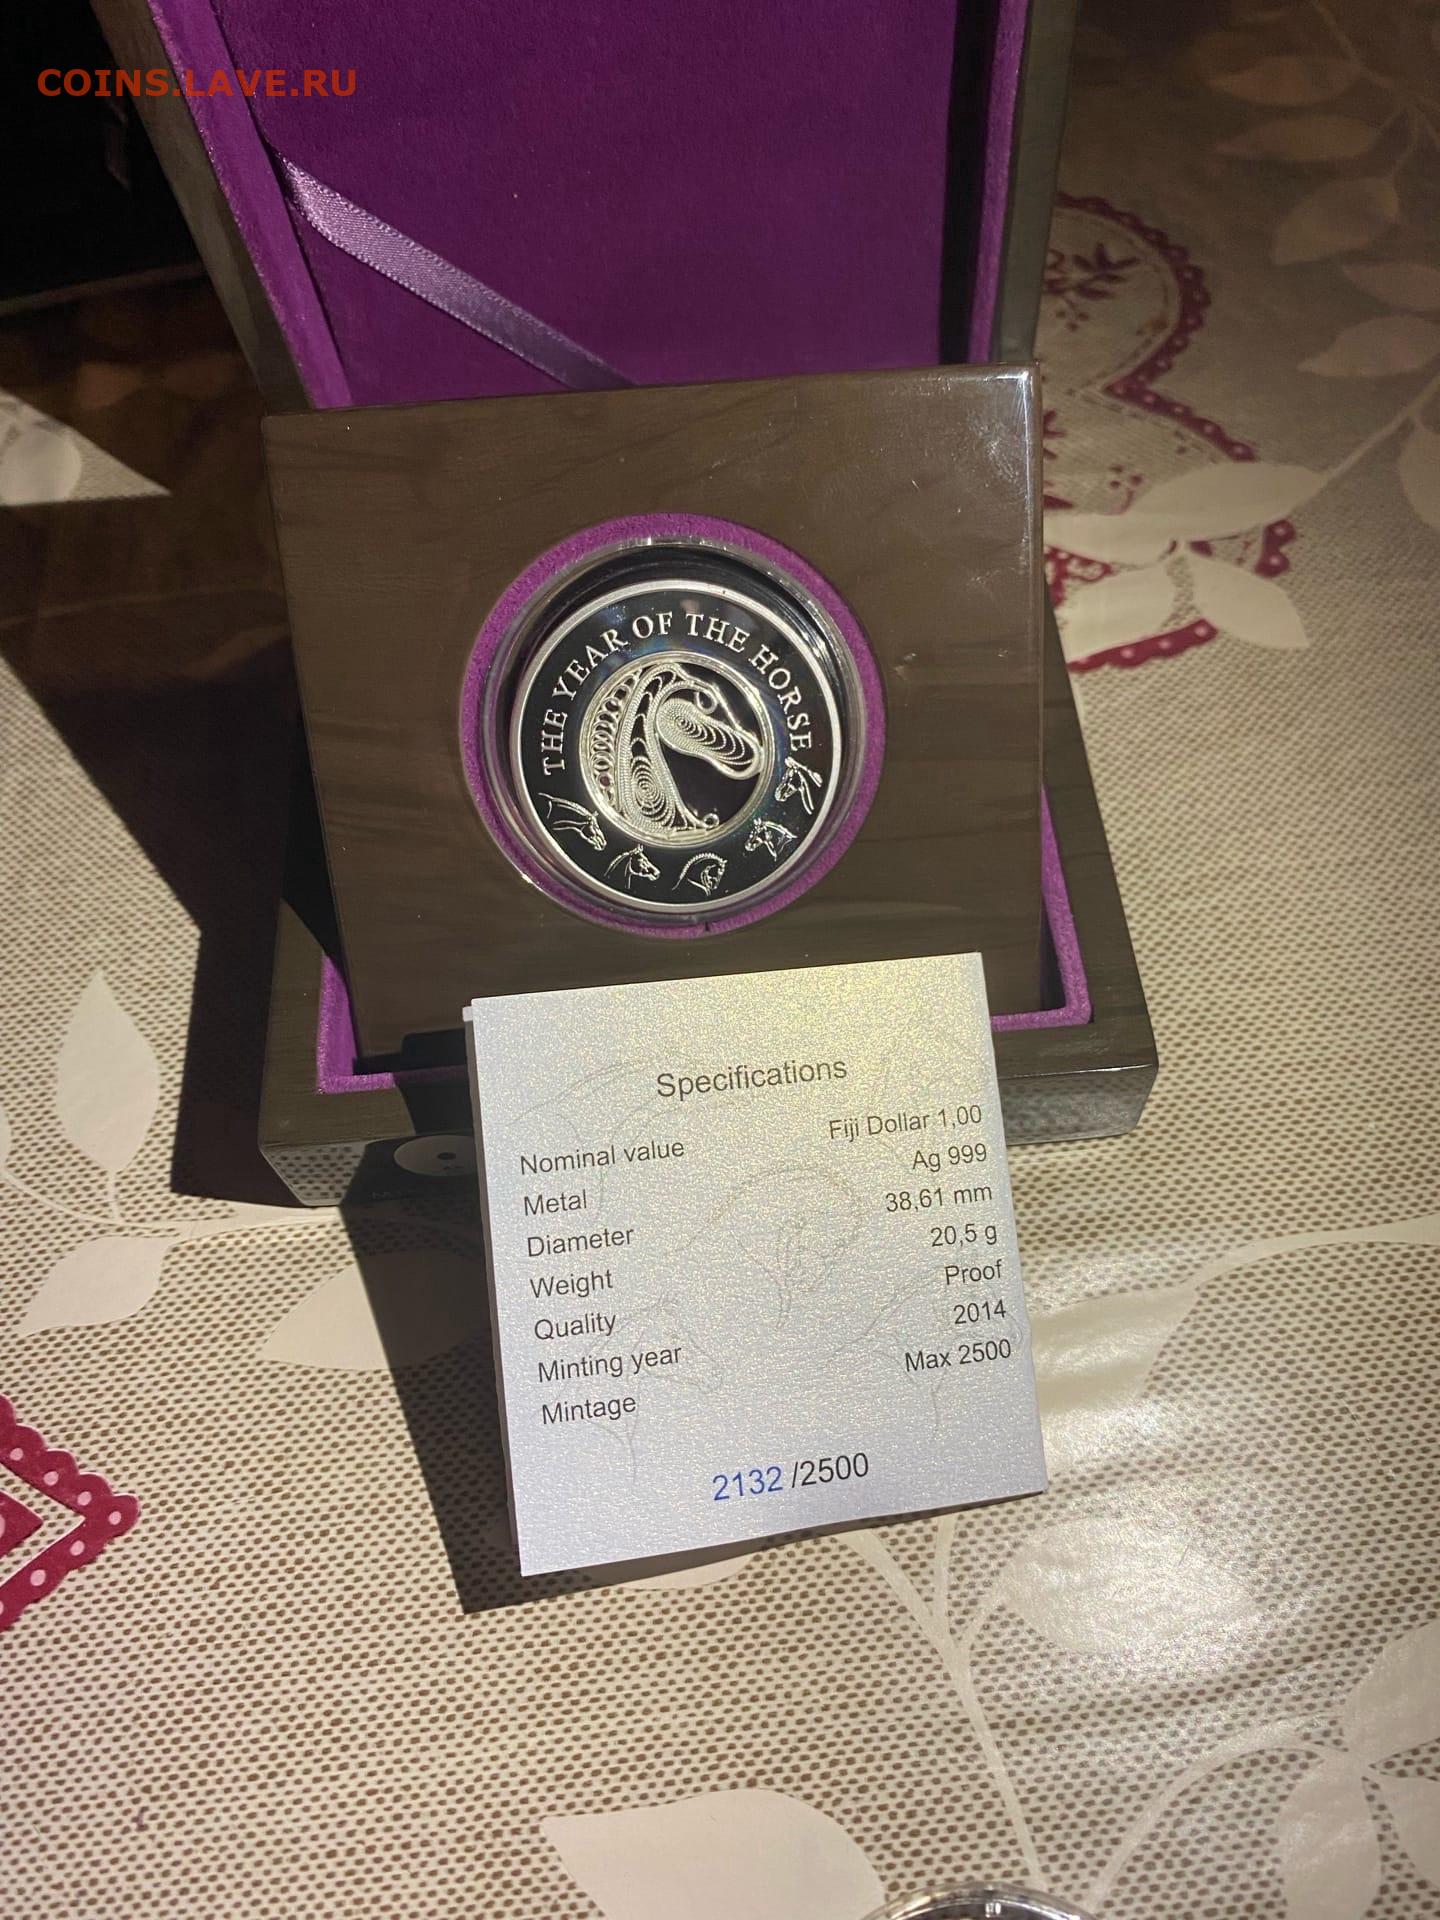 COINS.LAVE.RU
THE YEAR OF THE HORSE
Specifications
Nominal value Fiji Dollar 1,00
Metal Ag 999
Diameter 38,61 mm
Weight 20,5 g
Quality Proof
Minting year 2014
Mintage Max 2500
2132 /2500